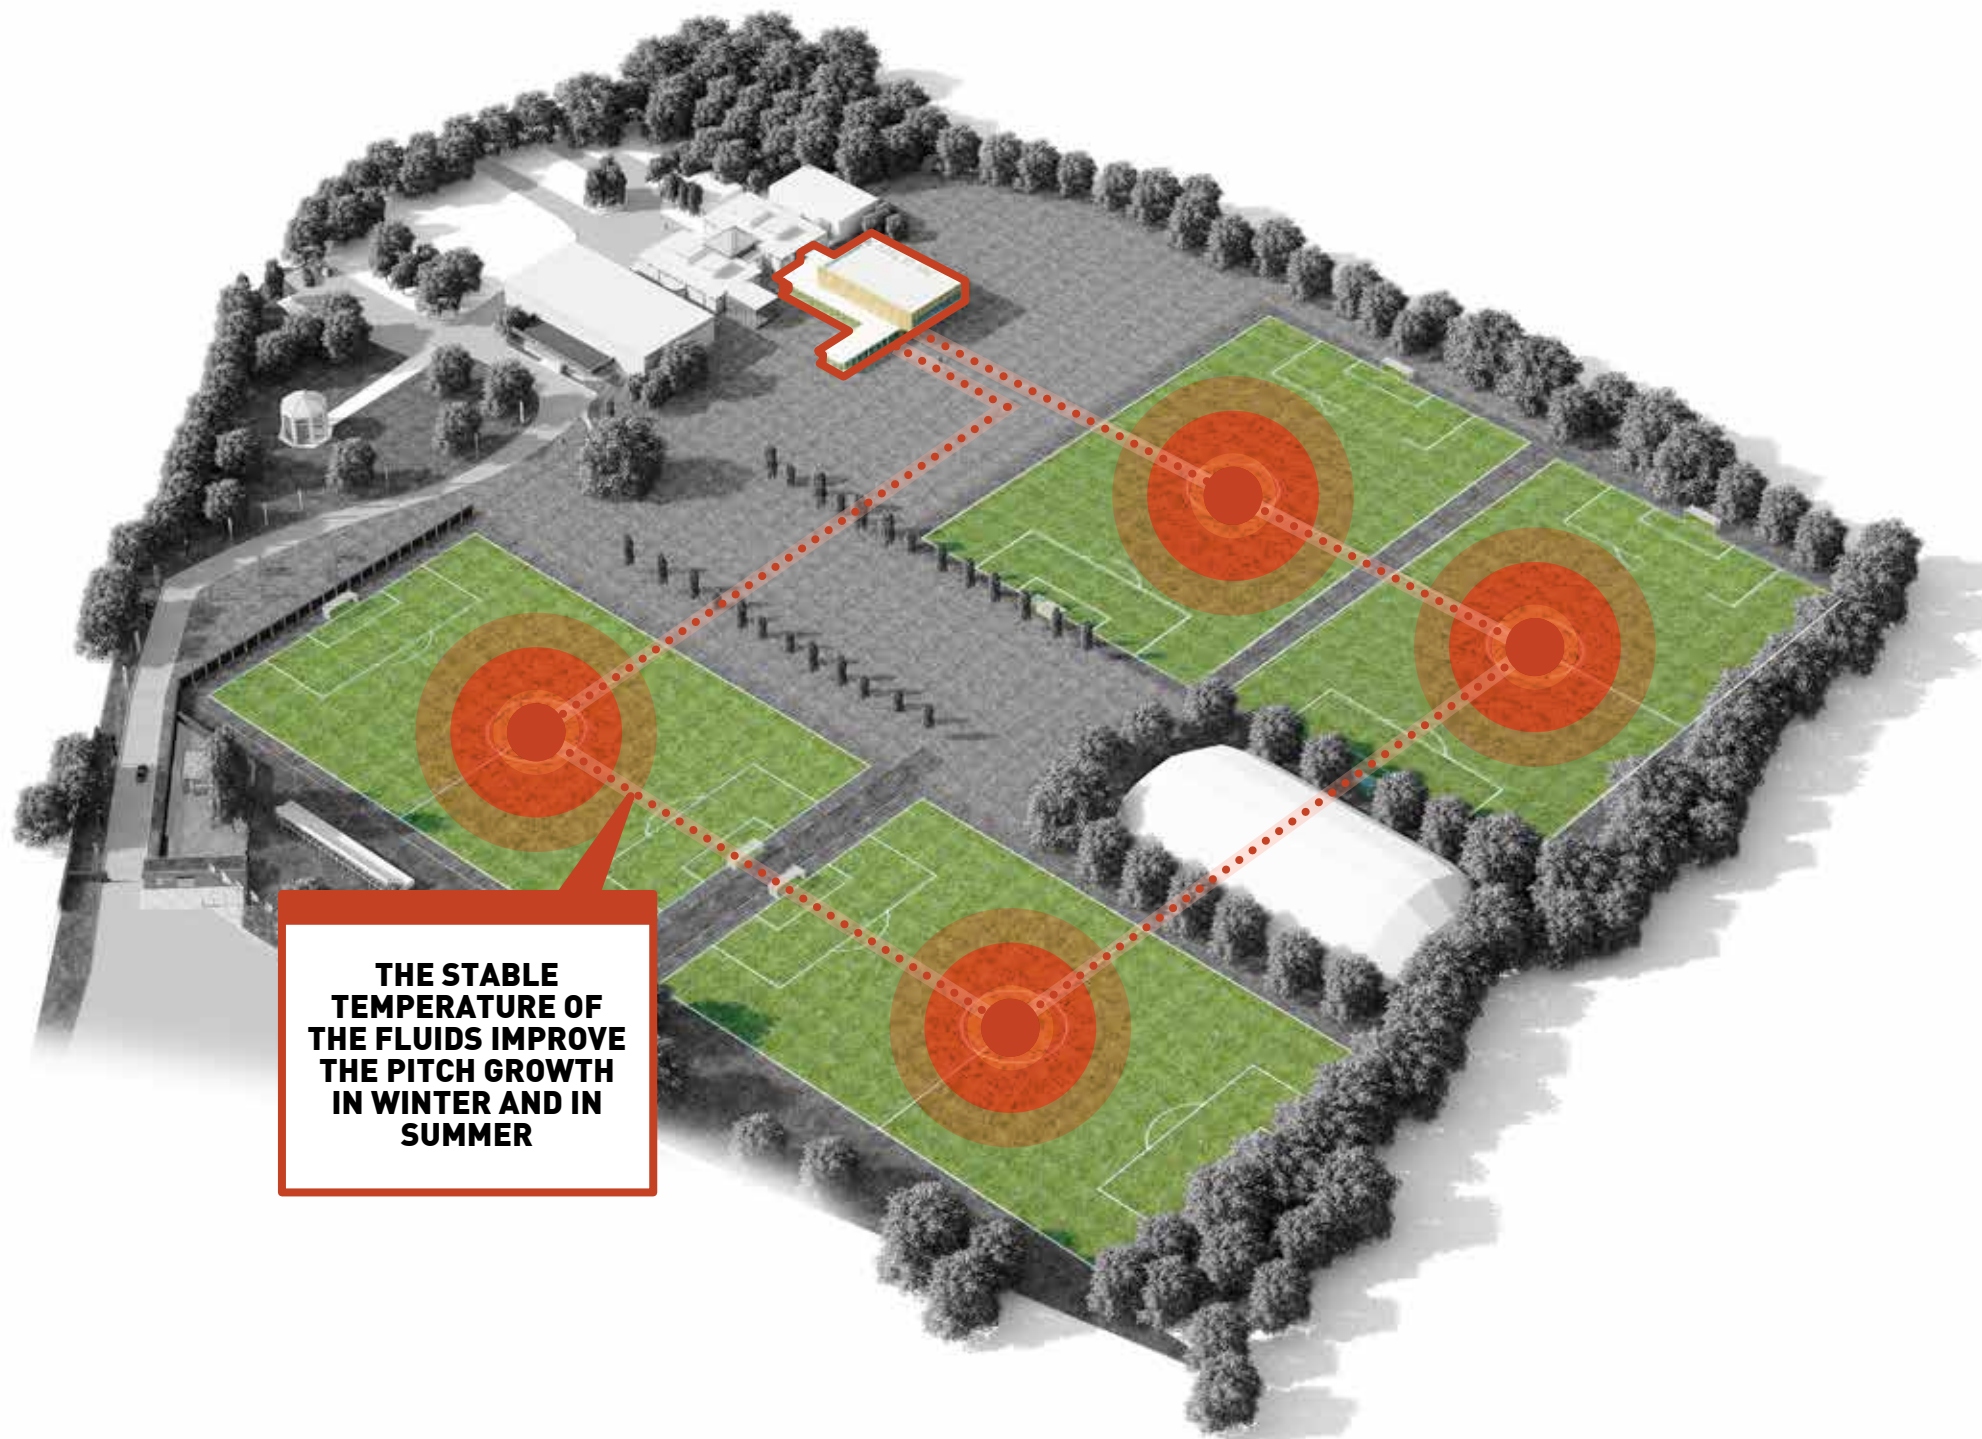 THE STABLE
TEMPERATURE OF
THE FLUIDS IMPROVE
THE PITCH GROWTH
IN WINTER AND IN
SUMMER